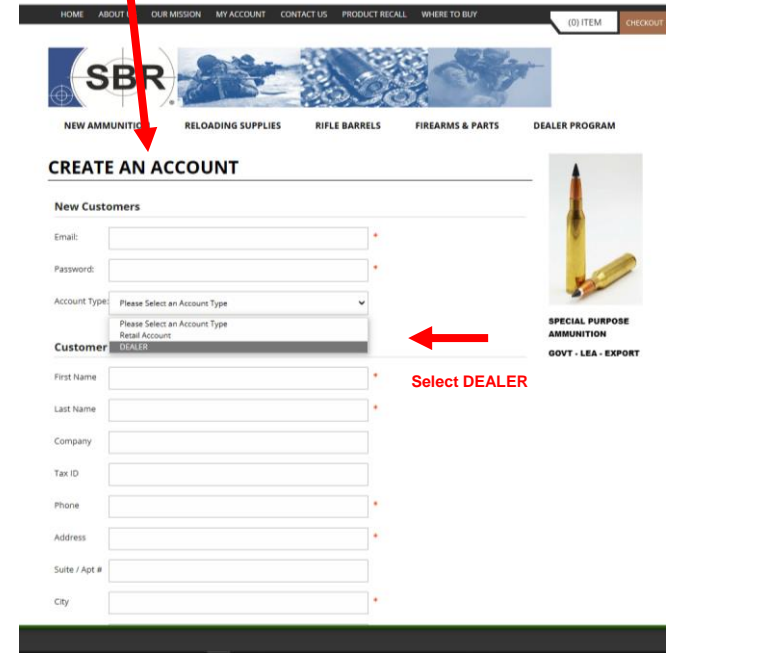 HOME ABOUT US OUR MISSION MY ACCOUNT CONTACT US PRODUCT RECALL WHERE TO BUY
(0) ITEM CHECKOUT
SBR
NEW AMMUNITION RELOADING SUPPLIES RIFLE BARRELS FIREARMS & PARTS DEALER PROGRAM
CREATE AN ACCOUNT
New Customers
Email: *
Password: *
Account Type: Please Select an Account Type
Please Select an Account Type
Retail Account
DEALER
SPECIAL PURPOSE
AMMUNITION
GOVT - LEA - EXPORT
Customer
Select DEALER
First Name *
Last Name *
Company
Tax ID
Phone *
Address *
Suite / Apt #
City *